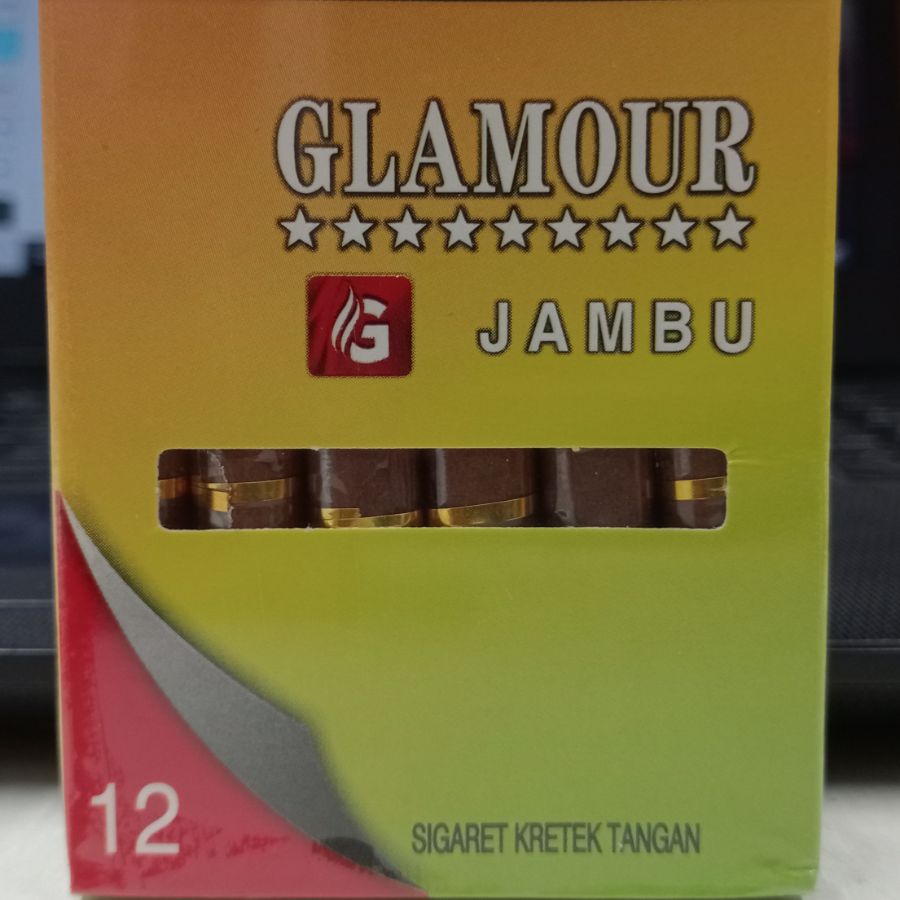 GLAMOUR
G
JAMBU
12
SIGARET KRETEK TANGAN